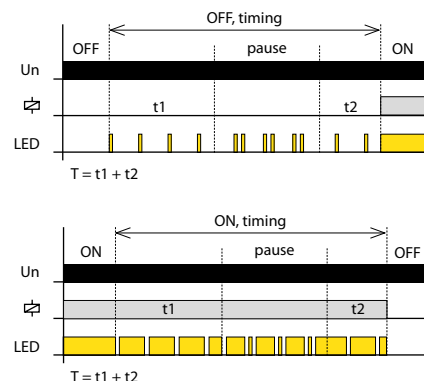 OFF, timing
OFF pause ON
Un
t1 t2
LED
T = t1 + t2
ON, timing
ON pause OFF
Un
t1 t2
LED
T = t1 + t2